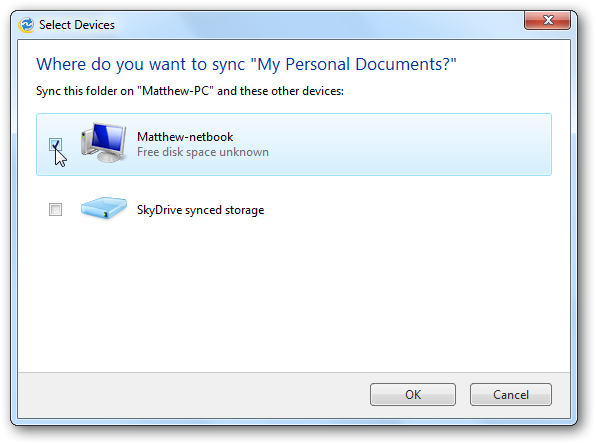 Select Devices
Where do you want to sync "My Personal Documents?"
Sync this folder on "Matthew-PC" and these other devices:
Matthew-netbook
Free disk space unknown
SkyDrive synced storage
OK Cancel